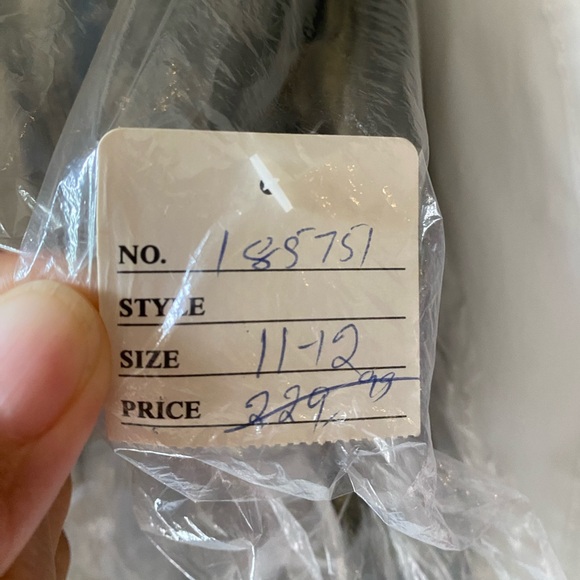 NO. 185751
STYLE
SIZE 11-12
PRICE 229.99